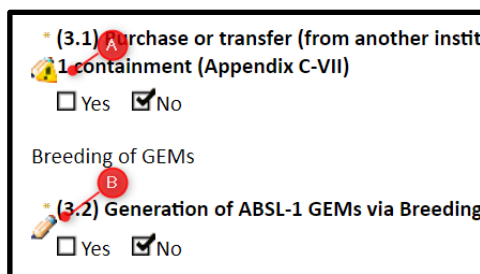 * (3.1) Purchase or transfer (from another instit
A
1 containment (Appendix C-VII)
Yes No
Breeding of GEMs
B
* (3.2) Generation of ABSL-1 GEMs via Breeding
Yes No